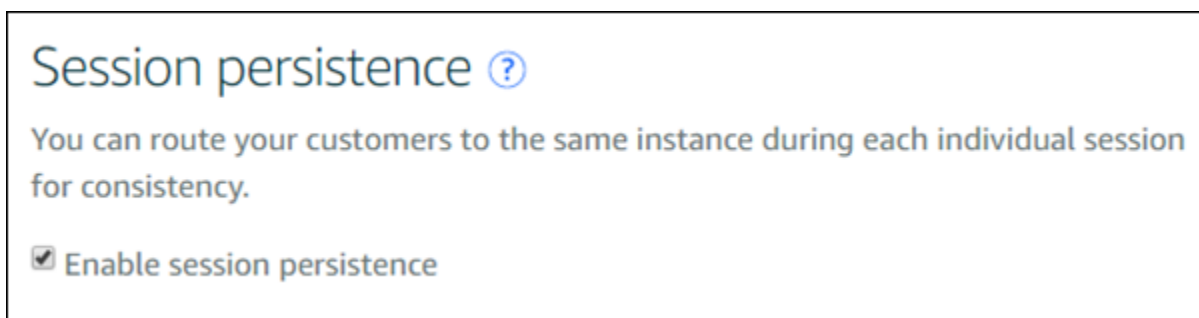 Session persistence ?
You can route your customers to the same instance during each individual session
for consistency.
Enable session persistence